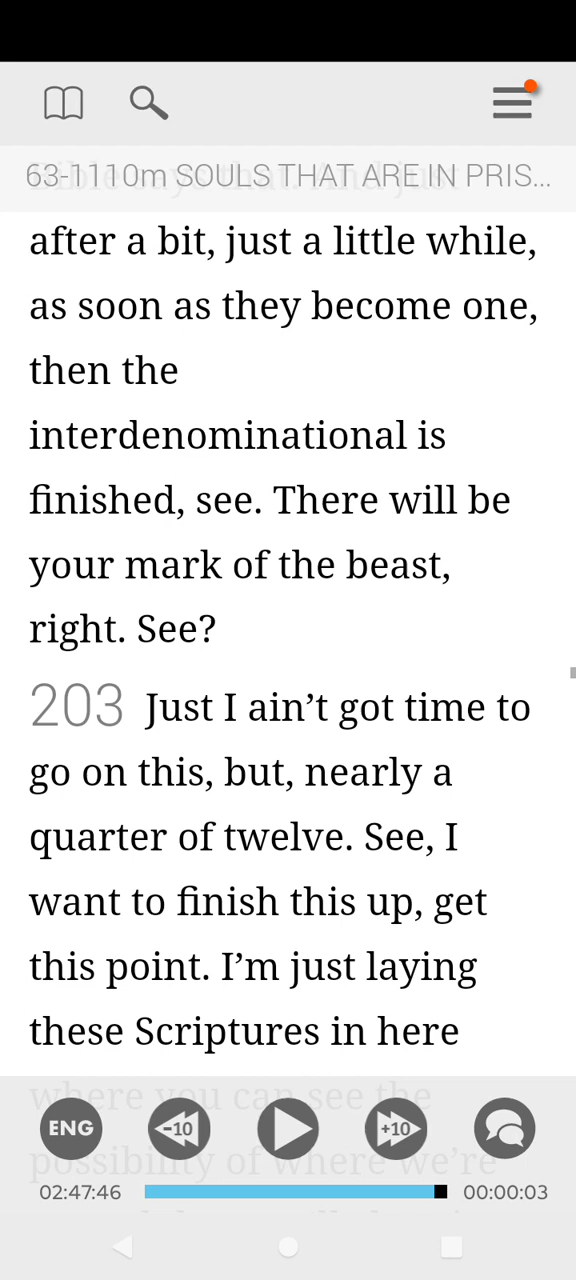 63-1110m SOULS THAT ARE IN PRIS...
after a bit, just a little while,
as soon as they become one,
then the
interdenominational is
finished, see. There will be
your mark of the beast,
right. See?
203 Just I ain’t got time to
go on this, but, nearly a
quarter of twelve. See, I
want to finish this up, get
this point. I’m just laying
these Scriptures in here
where you can see the
ENG -10 +10
possibility of where we’re
02:47:46 00:00:03